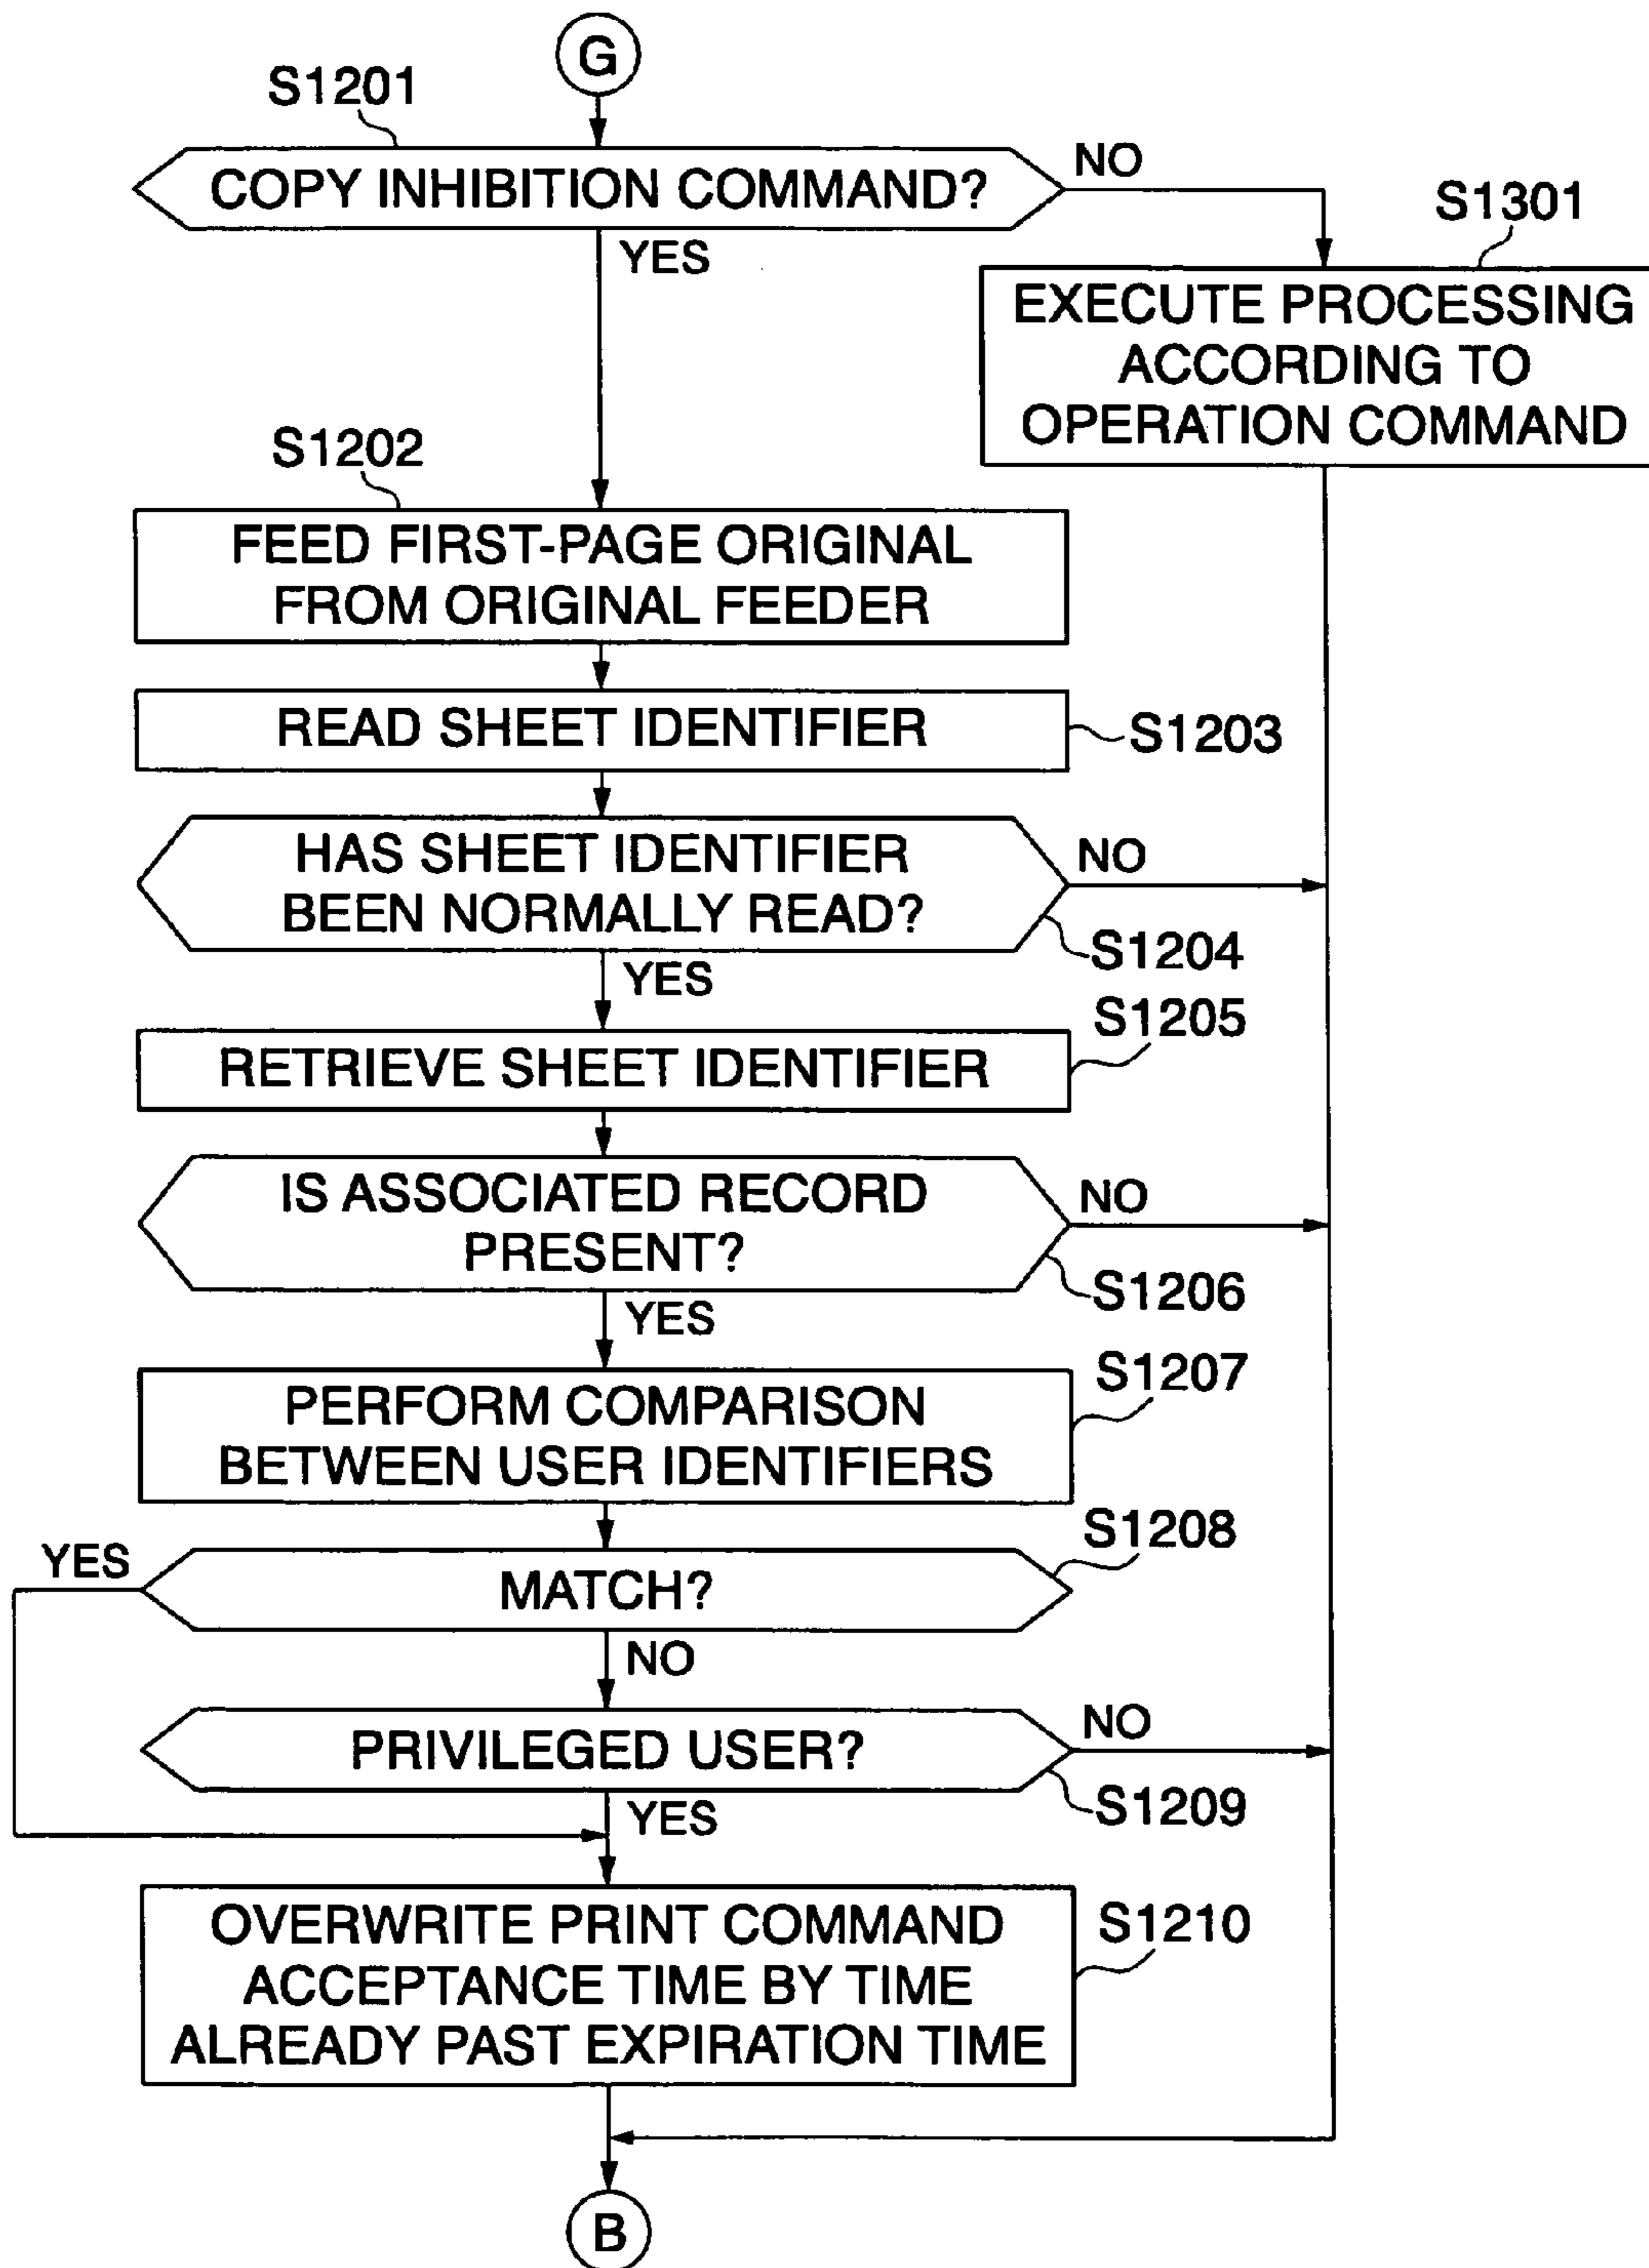 G
S1201
COPY INHIBITION COMMAND?
NO
YES
S1301
EXECUTE PROCESSING
ACCORDING TO
OPERATION COMMAND
S1202
FEED FIRST-PAGE ORIGINAL
FROM ORIGINAL FEEDER
READ SHEET IDENTIFIER
S1203
HAS SHEET IDENTIFIER
BEEN NORMALLY READ?
NO
S1204
YES
S1205
RETRIEVE SHEET IDENTIFIER
IS ASSOCIATED RECORD
PRESENT?
NO
S1206
YES
S1207
PERFORM COMPARISON
BETWEEN USER IDENTIFIERS
S1208
YES
MATCH?
NO
PRIVILEGED USER?
NO
S1209
YES
OVERWRITE PRINT COMMAND
ACCEPTANCE TIME BY TIME
ALREADY PAST EXPIRATION TIME
S1210
B